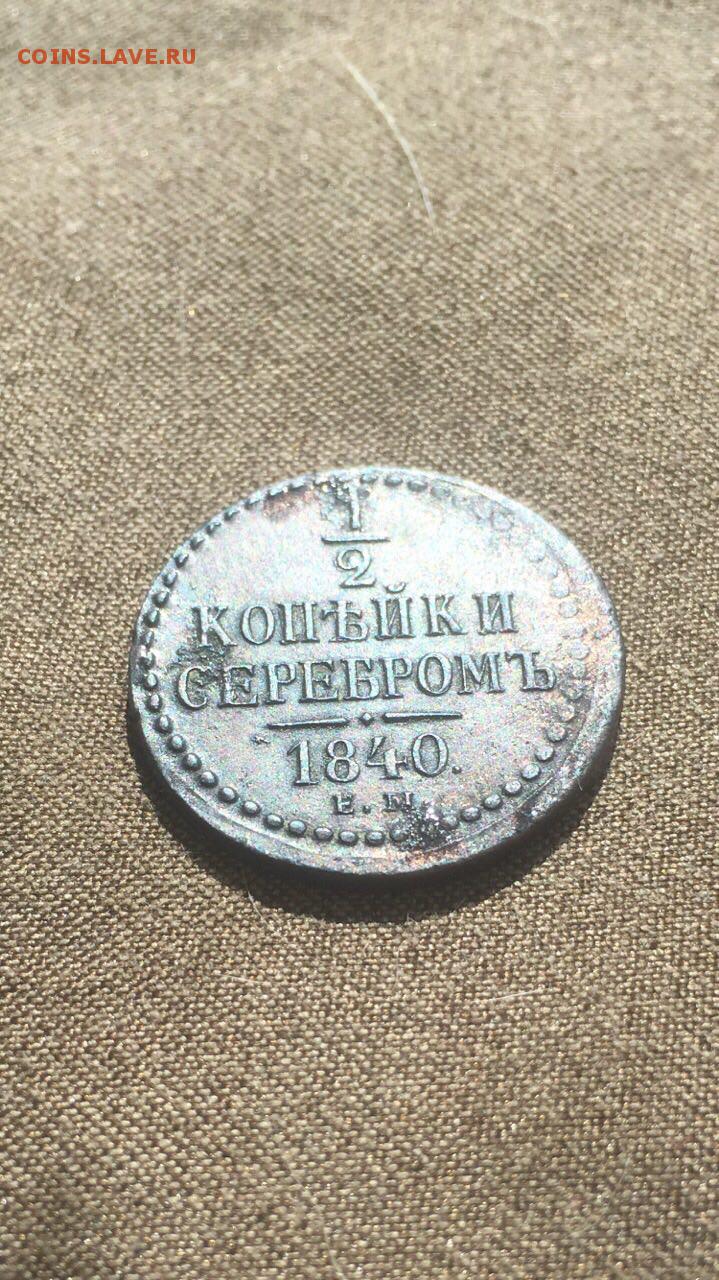 COINS.LAVE.RU
1
2
КОПѢЙКИ
СЕРЕБРОМЪ
1840.
Е. М